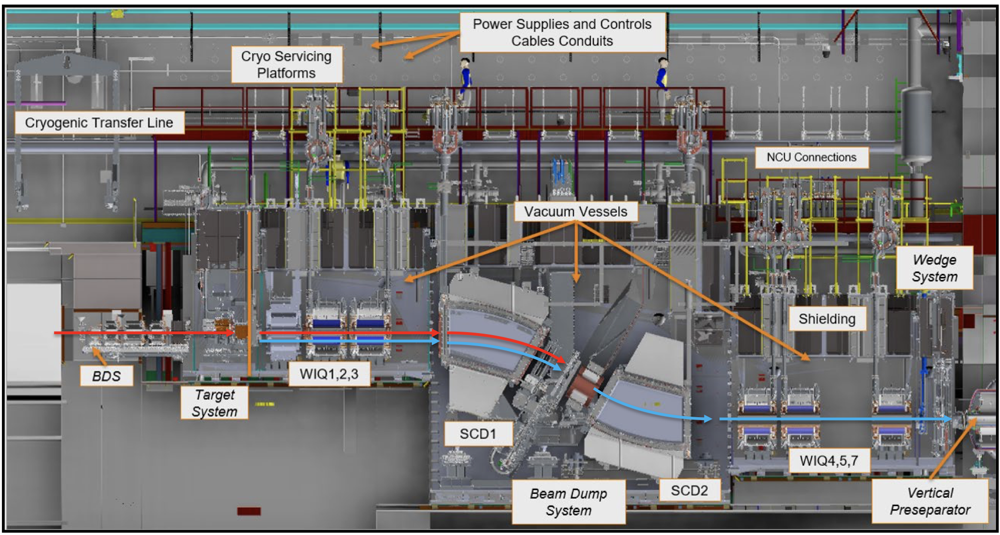 Power Supplies and Controls
Cables Conduits
Cryo Servicing
Platforms
Cryogenic Transfer Line
NCU Connections
Vacuum Vessels
Wedge
System
Shielding
BDS
WIQ1,2,3
Target
System
SCD1
WIQ4,5,7
Beam Dump
System
SCD2
Vertical
Preseparator